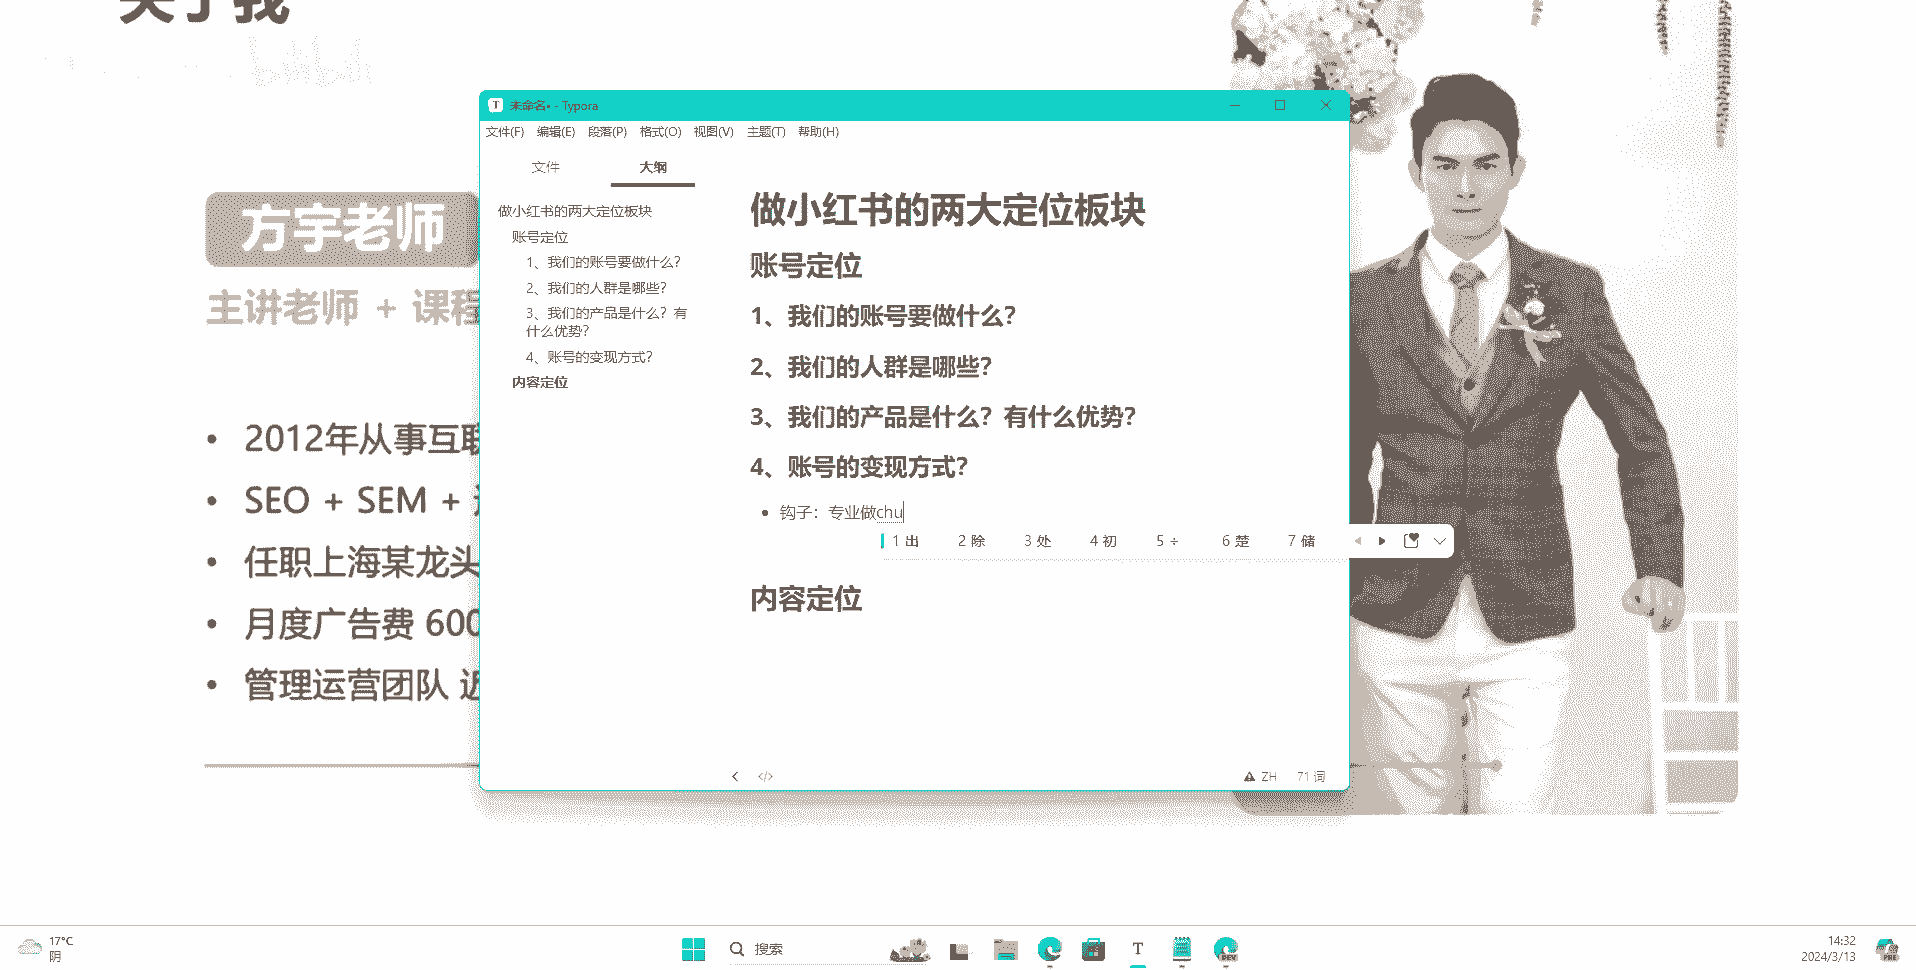 关于我
bilibili
方宇老师
主讲老师 + 课程
2012年从事互联
SEO + SEM +
任职上海某龙头
月度广告费 600
管理运营团队 近
未命名• - Typora
文件(F) 编辑(E) 段落(P) 格式(O) 视图(V) 主题(T) 帮助(H)
文件 大纲
做小红书的两大定位板块
账号定位
1、我们的账号要做什么？
2、我们的人群是哪些？
3、我们的产品是什么？有
什么优势？
4、账号的变现方式？
内容定位
做小红书的两大定位板块
账号定位
1、我们的账号要做什么？
2、我们的人群是哪些？
3、我们的产品是什么？有什么优势？
4、账号的变现方式？
钩子：专业做chu
1 出 2 除 3 处 4 初 5 ÷ 6 楚 7 储
内容定位
ZH 71 词
17°C
阴
搜索
T
DEV
14:32
2024/3/13
PRE